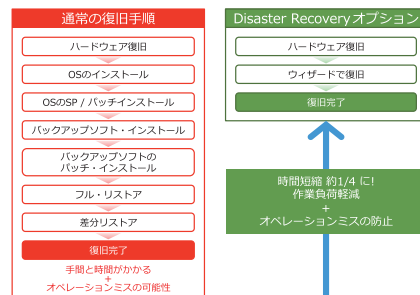 通常の復旧手順
ハードウェア復旧
OSのインストール
OSのSP / パッチインストール
バックアップソフト・インストール
バックアップソフトの
パッチ・インストール
フル・リストア
差分リストア
復旧完了
手間と時間がかかる
+
オペレーションミスの可能性
Disaster Recovery オプション
ハードウェア復旧
ウィザードで復旧
復旧完了
時間短縮 約1/4 に!
作業負荷軽減
+
オペレーションミスの防止